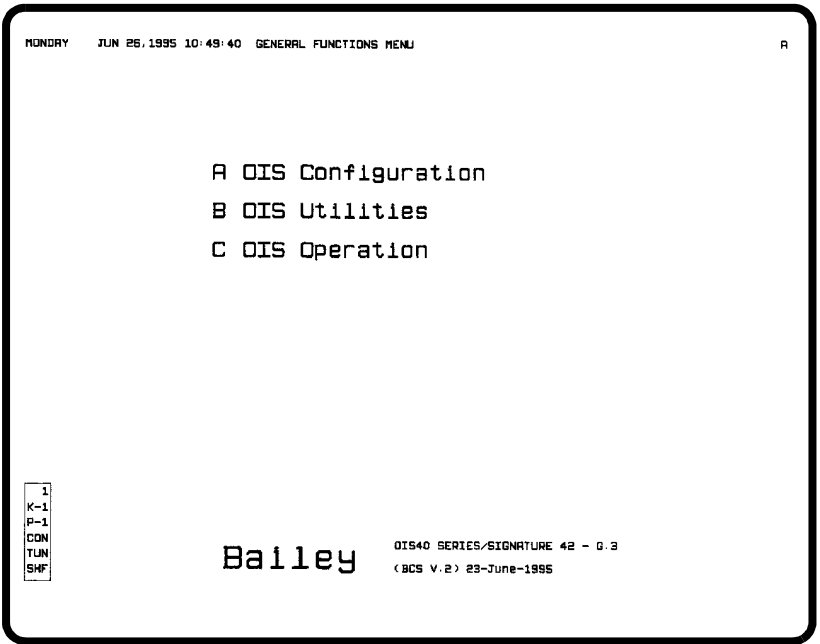 MONDAY JUN 26,1995 10:49:40 GENERAL FUNCTIONS MENU A
A OIS Configuration
B OIS Utilities
C OIS Operation
1
K-1
P-1
CON
TUN
SHF
Bailey
OIS40 SERIES/SIGNATURE 42 - G.3
(BCS V.2) 23-June-1995